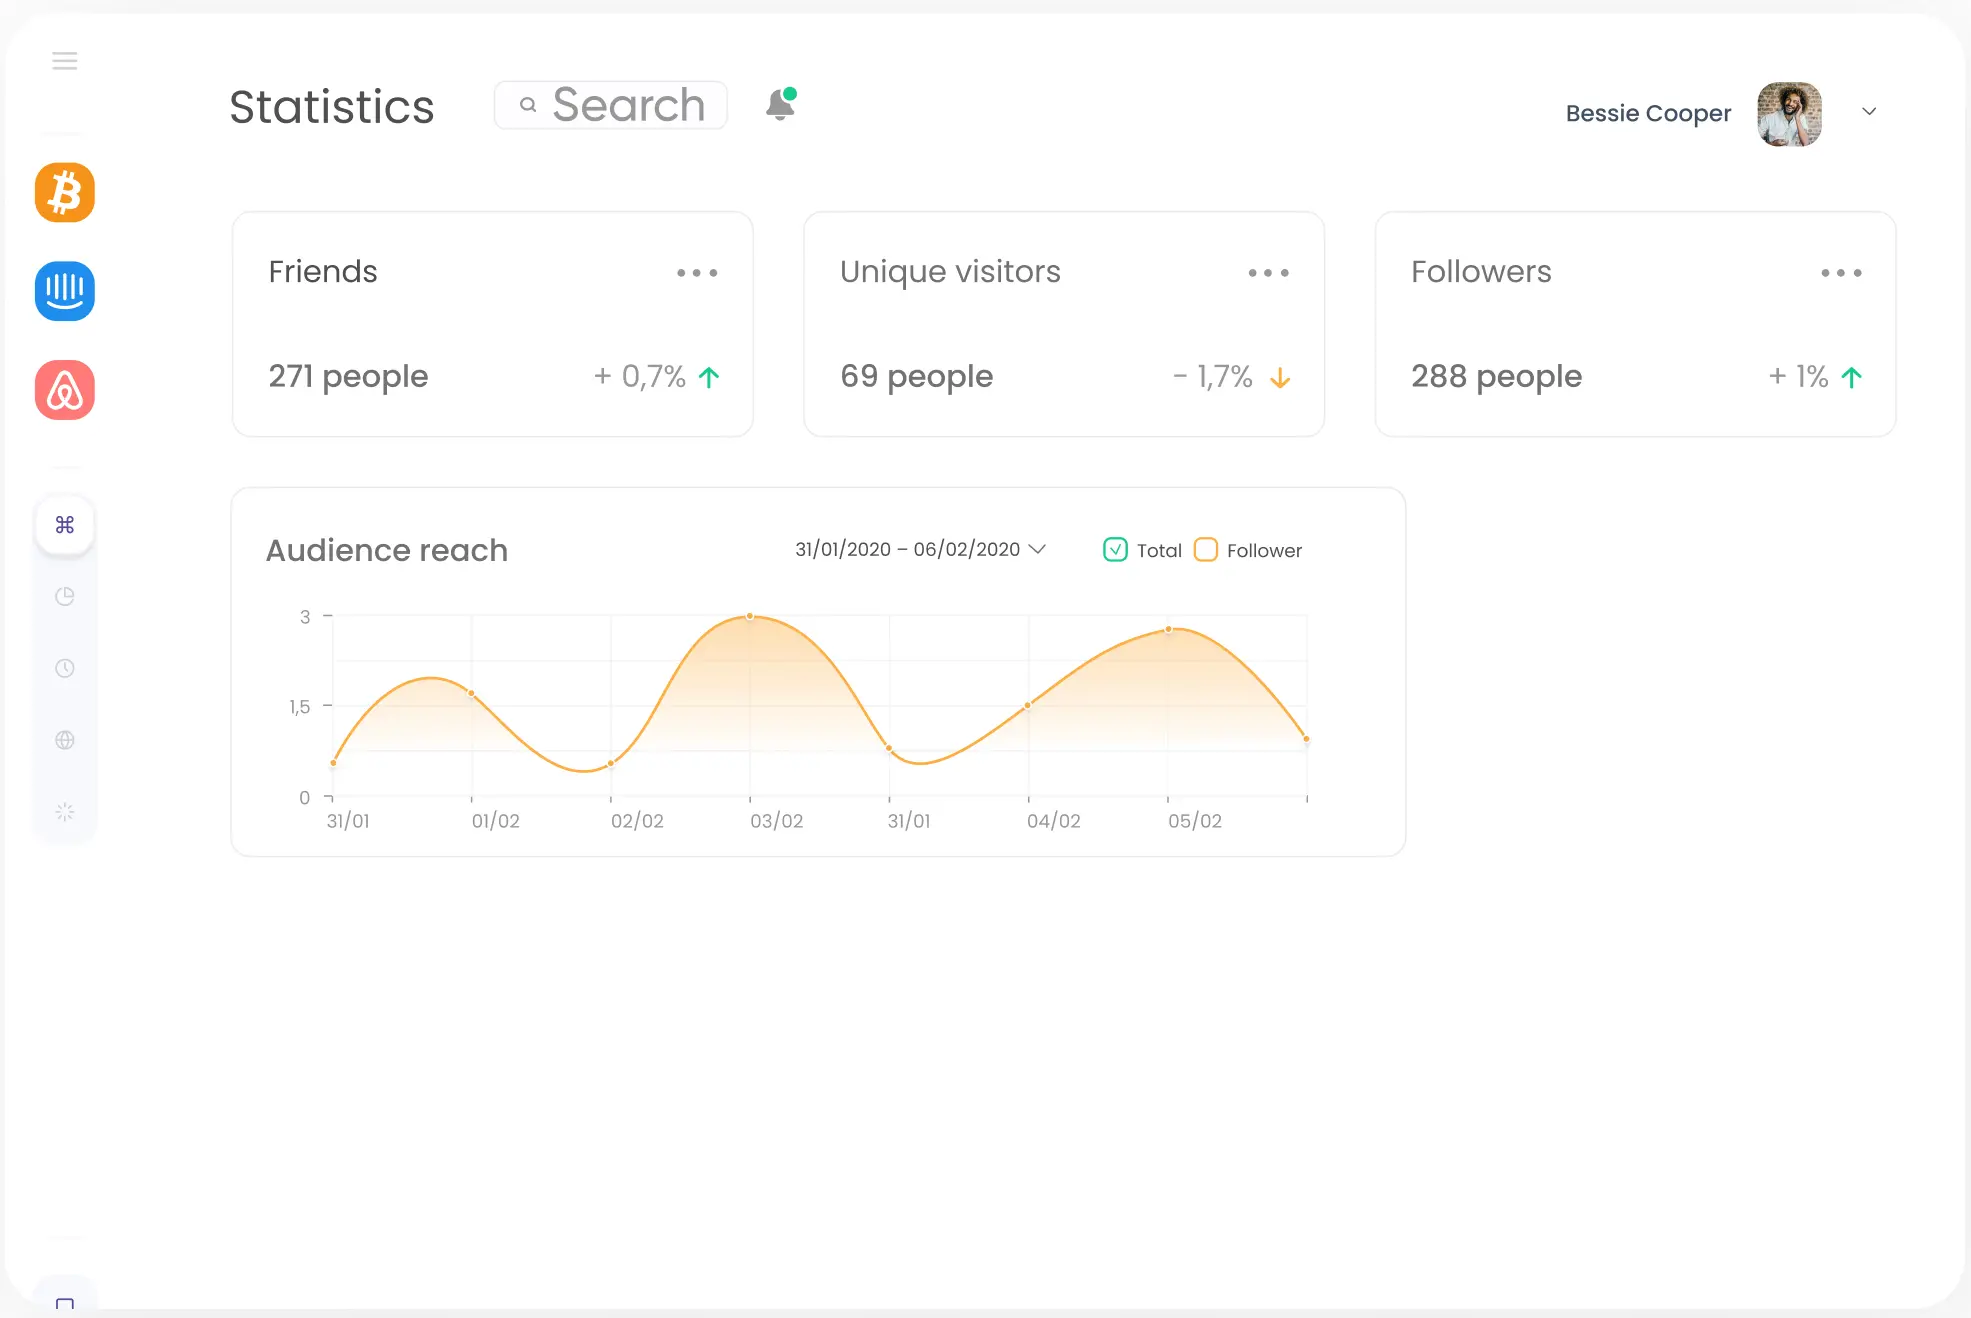 Statistics
Search
Bessie Cooper
Friends
271 people
+ 0,7%
Unique visitors
69 people
- 1,7%
Followers
288 people
+ 1%
Audience reach
31/01/2020 – 06/02/2020
Total
Follower
3
1,5
0
31/01
01/02
02/02
03/02
31/01
04/02
05/02